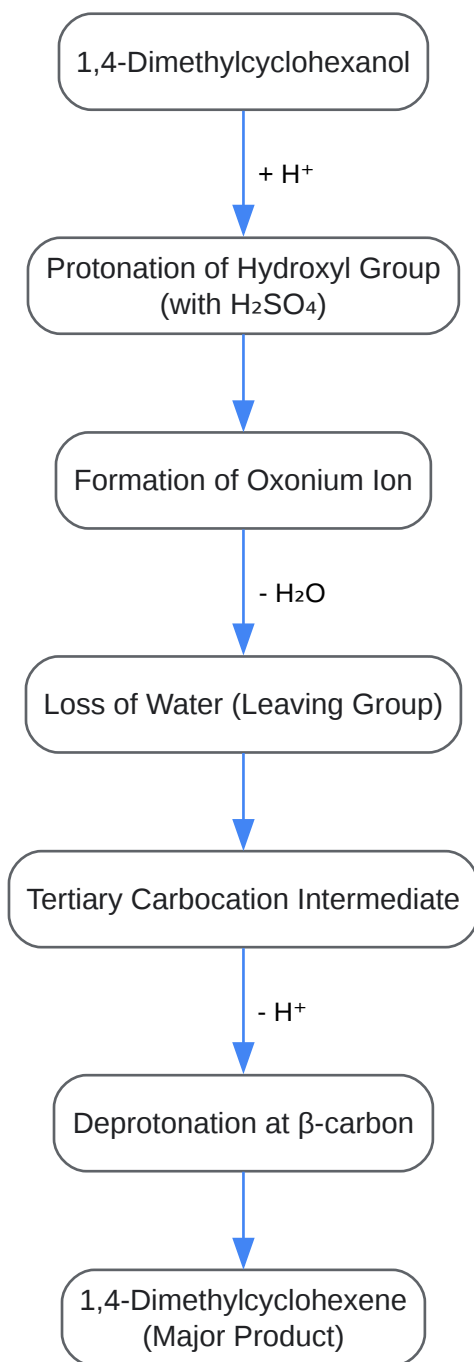 1,4-Dimethylcyclohexanol
+ H⁺
Protonation of Hydroxyl Group
(with H₂SO₄)
Formation of Oxonium Ion
- H₂O
Loss of Water (Leaving Group)
Tertiary Carbocation Intermediate
- H⁺
Deprotonation at β-carbon
1,4-Dimethylcyclohexene
(Major Product)